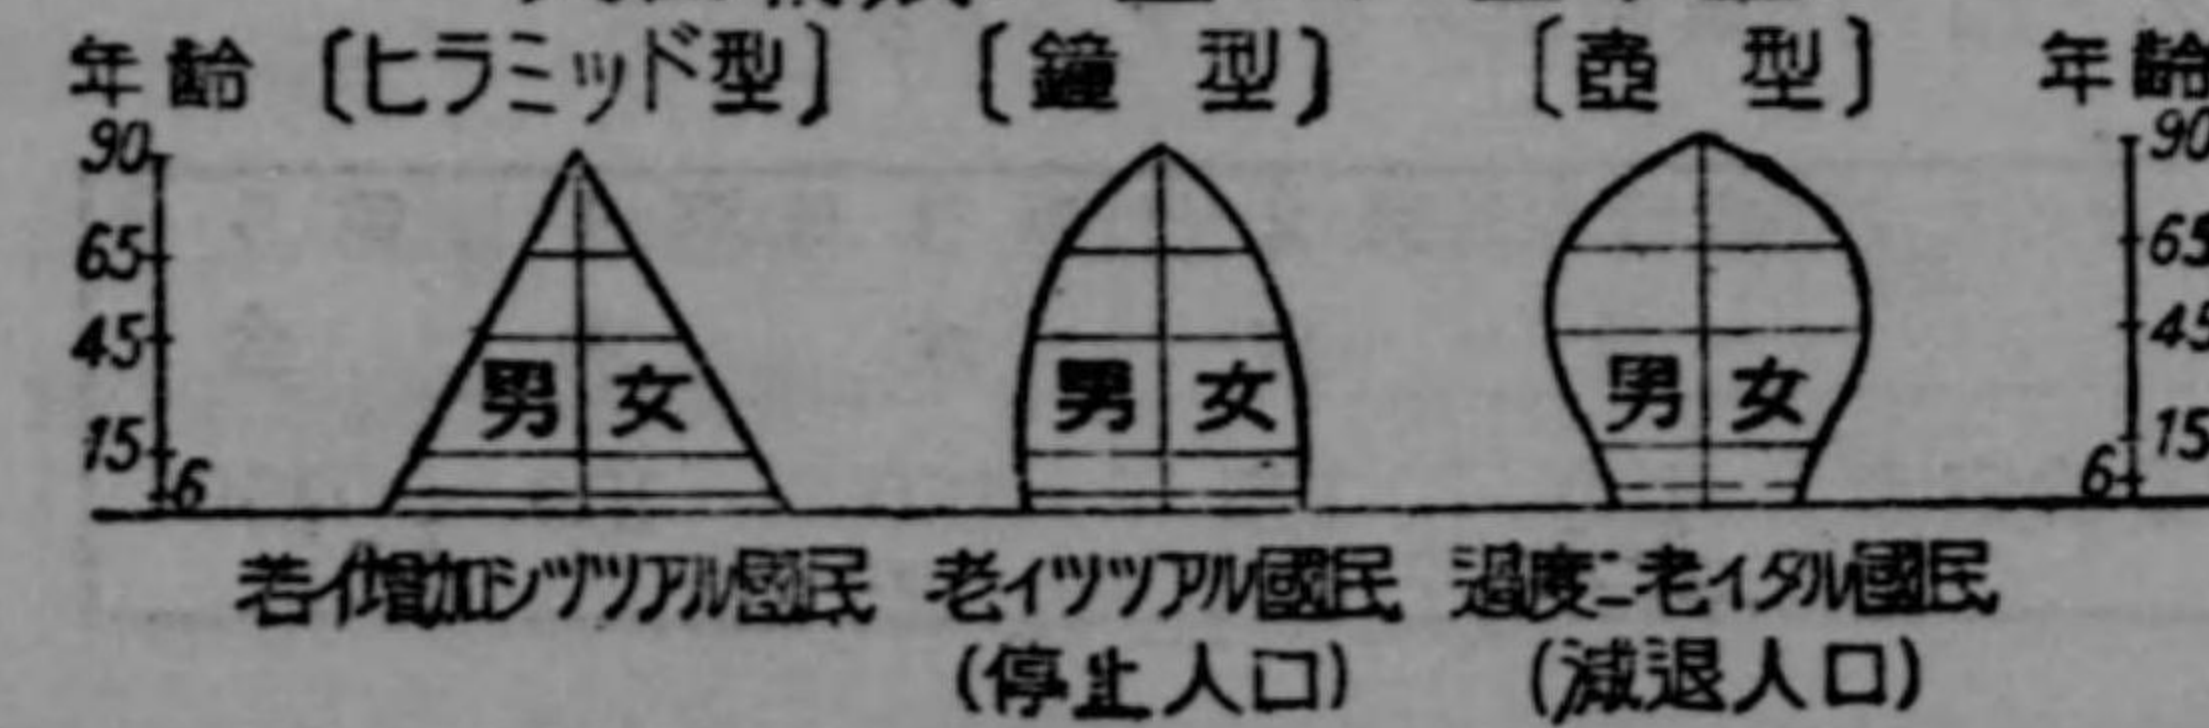 年齢 〔ヒラミッド型〕 〔鐘 型〕 〔壺 型〕 年齢
90 90
65 65
45 45
男 女 男 女 男 女
15 15
6 6
若イ増加シツヅアル國民 老イツツアル國民 過度ニ老イタル國民
(停止人口) (減退人口)